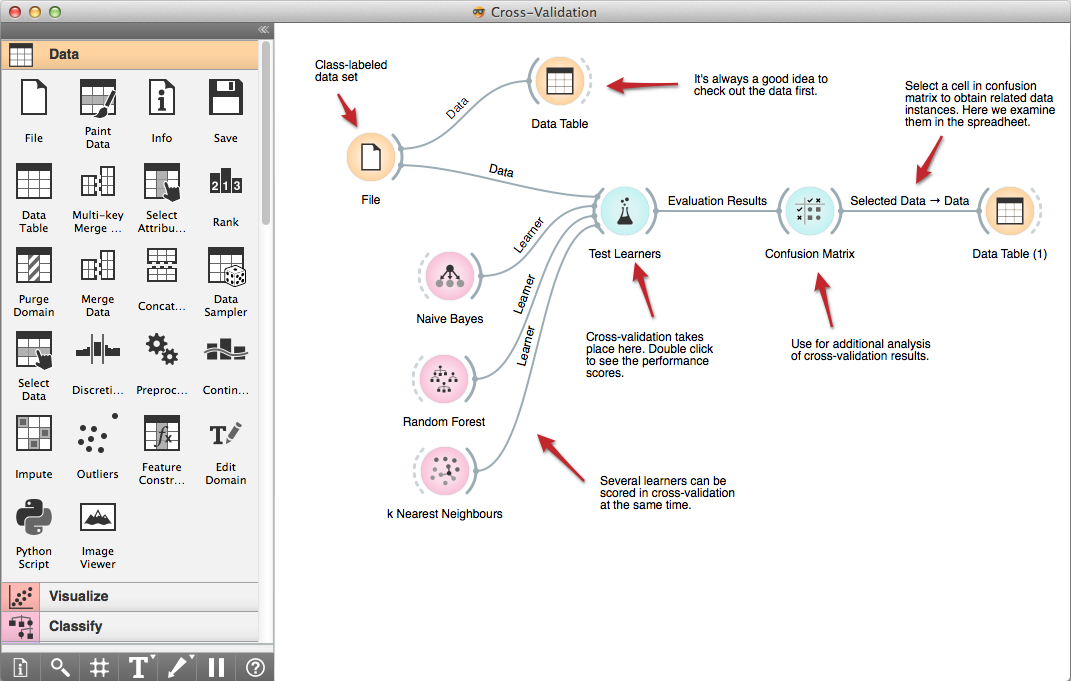 Cross-Validation
Data
File
Paint
Data
Info
Save
Data
Table
Multi-key
Merge ...
Select
Attribu...
Rank
Purge
Domain
Merge
Data
Concat...
Data
Sampler
Select
Data
Discreti...
Preproc...
Contin...
Impute
Outliers
Feature
Constr...
Edit
Domain
Python
Script
Image
Viewer
Visualize
Classify
Class-labeled
data set
File
Data
Data Table
It's always a good idea to
check out the data first.
Data
Select a cell in confusion
matrix to obtain related data
instances. Here we examine
them in the spreadheet.
Learner
Learner
Learner
Naive Bayes
Random Forest
k Nearest Neighbours
Test Learners
Evaluation Results
Confusion Matrix
Selected Data → Data
Data Table (1)
Cross-validation takes
place here. Double click
to see the performance
scores.
Use for additional analysis
of cross-validation results.
Several learners can be
scored in cross-validation
at the same time.